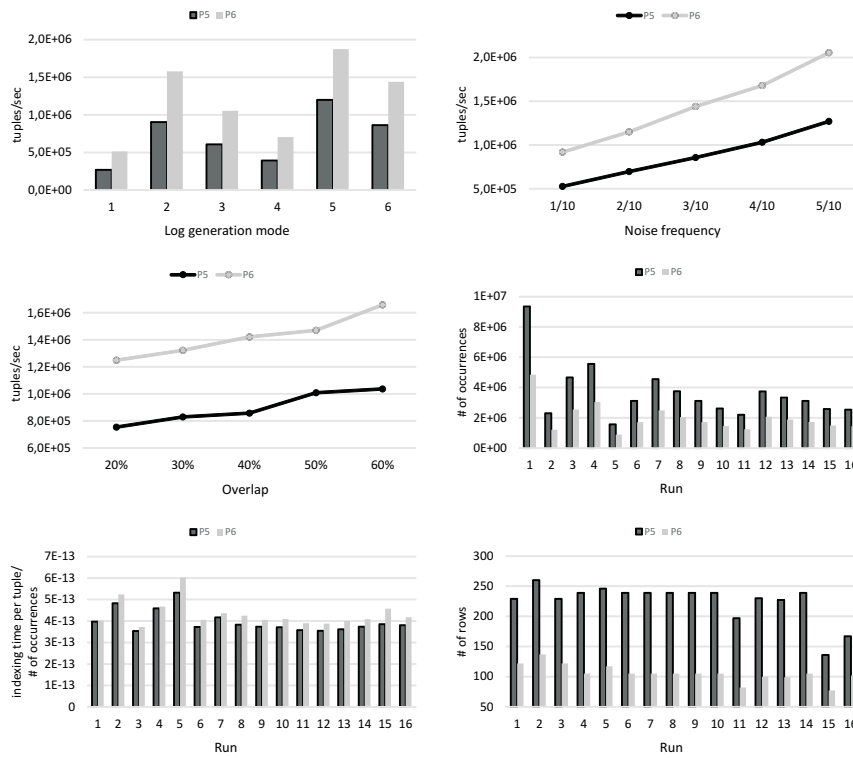 P5 P6
tuples/sec
2,0E+06
1,5E+06
1,0E+06
5,0E+05
0,0E+00
1 2 3 4 5 6
Log generation mode
P5 P6
tuples/sec
2,0E+06
1,5E+06
1,0E+06
5,0E+05
1/10 2/10 3/10 4/10 5/10
Noise frequency
P5 P6
tuples/sec
1,6E+06
1,4E+06
1,2E+06
1,0E+06
8,0E+05
6,0E+05
20% 30% 40% 50% 60%
Overlap
P5 P6
# of occurrences
1E+07
8E+06
6E+06
4E+06
2E+06
0E+00
1 2 3 4 5 6 7 8 9 10 11 12 13 14 15 16
Run
P5 P6
indexing time per tuple/
# of occurrences
7E-13
6E-13
5E-13
4E-13
3E-13
2E-13
1E-13
0
1 2 3 4 5 6 7 8 9 10 11 12 13 14 15 16
Run
P5 P6
# of rows
300
250
200
150
100
50
1 2 3 4 5 6 7 8 9 10 11 12 13 14 15 16
Run